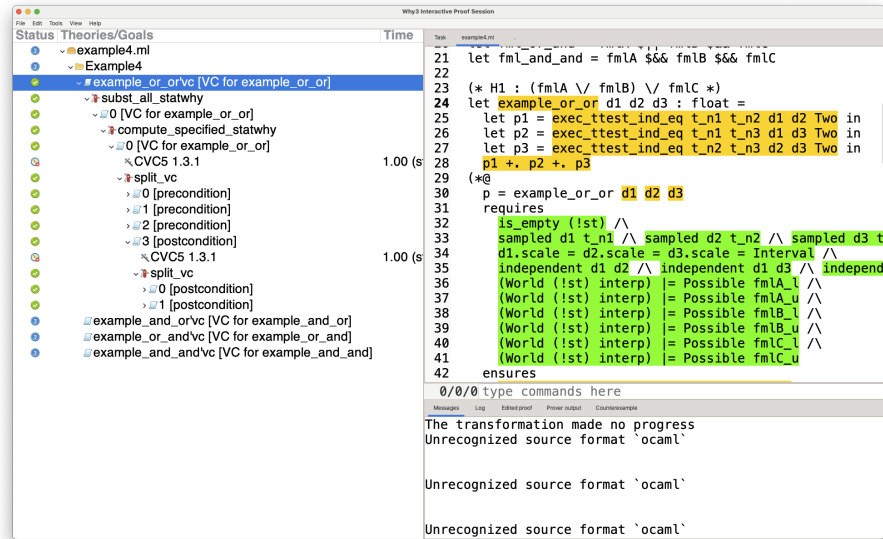 Why3 Interactive Proof Session
File Edit Tools View Help
Status Theories/Goals Time
example4.ml
Example4
example_or_or'vc [VC for example_or_or]
subst_all_statwhy
0 [VC for example_or_or]
compute_specified_statwhy
0 [VC for example_or_or]
CVC5 1.3.1 1.00 (s
split_vc
0 [precondition]
1 [precondition]
2 [precondition]
3 [postcondition]
CVC5 1.3.1 1.00 (s
split_vc
0 [postcondition]
1 [postcondition]
example_and_or'vc [VC for example_and_or]
example_or_and'vc [VC for example_or_and]
example_and_and'vc [VC for example_and_and]
Task example4.ml
21 let fml_and_and = fmlA $&& fmlB $&& fmlC
22
23 (* H1 : (fmlA \/ fmlB) \/ fmlC *)
24 let example_or_or d1 d2 d3 : float =
25 let p1 = exec_ttest_ind_eq t_n1 t_n2 d1 d2 Two in
26 let p2 = exec_ttest_ind_eq t_n1 t_n3 d1 d3 Two in
27 let p3 = exec_ttest_ind_eq t_n2 t_n3 d2 d3 Two in
28 p1 +. p2 +. p3
29 (*@
30 p = example_or_or d1 d2 d3
31 requires
32 is_empty (!st) /\
33 sampled d1 t_n1 /\ sampled d2 t_n2 /\ sampled d3 t
34 d1.scale = d2.scale = d3.scale = Interval /\
35 independent d1 d2 /\ independent d1 d3 /\ independ
36 (World (!st) interp) |= Possible fmlA_l /\
37 (World (!st) interp) |= Possible fmlA_u /\
38 (World (!st) interp) |= Possible fmlB_l /\
39 (World (!st) interp) |= Possible fmlB_u /\
40 (World (!st) interp) |= Possible fmlC_l /\
41 (World (!st) interp) |= Possible fmlC_u
42 ensures
0/0/0 type commands here
Messages Log Edited proof Prover output Counterexample
The transformation made no progress
Unrecognized source format `ocaml`
Unrecognized source format `ocaml`
Unrecognized source format `ocaml`